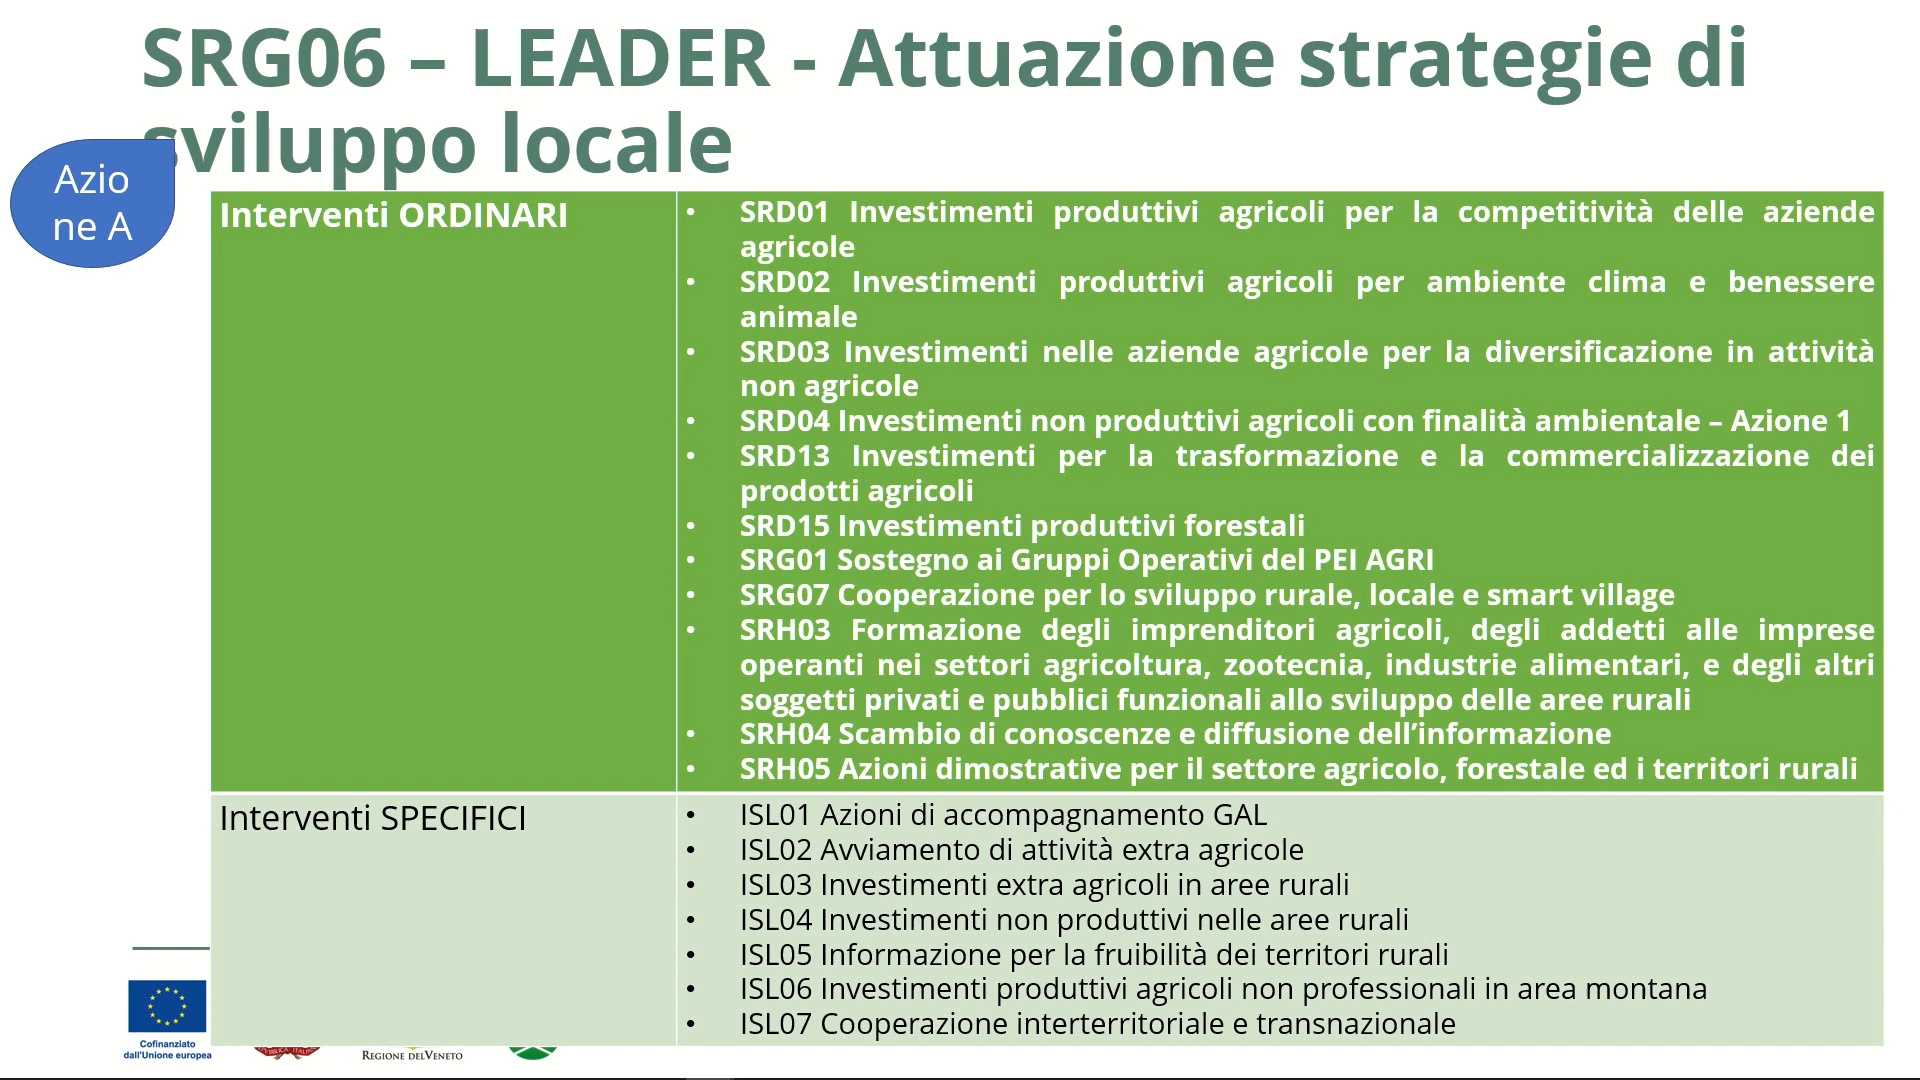 SRG06 – LEADER - Attuazione strategie di
sviluppo locale
Azio
ne A
Interventi ORDINARI
• SRD01 Investimenti produttivi agricoli per la competitività delle aziende
agricole
• SRD02 Investimenti produttivi agricoli per ambiente clima e benessere
animale
• SRD03 Investimenti nelle aziende agricole per la diversificazione in attività
non agricole
• SRD04 Investimenti non produttivi agricoli con finalità ambientale – Azione 1
• SRD13 Investimenti per la trasformazione e la commercializzazione dei
prodotti agricoli
• SRD15 Investimenti produttivi forestali
• SRG01 Sostegno ai Gruppi Operativi del PEI AGRI
• SRG07 Cooperazione per lo sviluppo rurale, locale e smart village
• SRH03 Formazione degli imprenditori agricoli, degli addetti alle imprese
operanti nei settori agricoltura, zootecnia, industrie alimentari, e degli altri
soggetti privati e pubblici funzionali allo sviluppo delle aree rurali
• SRH04 Scambio di conoscenze e diffusione dell’informazione
• SRH05 Azioni dimostrative per il settore agricolo, forestale ed i territori rurali
Interventi SPECIFICI
• ISL01 Azioni di accompagnamento GAL
• ISL02 Avviamento di attività extra agricole
• ISL03 Investimenti extra agricoli in aree rurali
• ISL04 Investimenti non produttivi nelle aree rurali
• ISL05 Informazione per la fruibilità dei territori rurali
• ISL06 Investimenti produttivi agricoli non professionali in area montana
• ISL07 Cooperazione interterritoriale e transnazionale
Cofinanziato
dall'Unione europea
REGIONE DEL VENETO